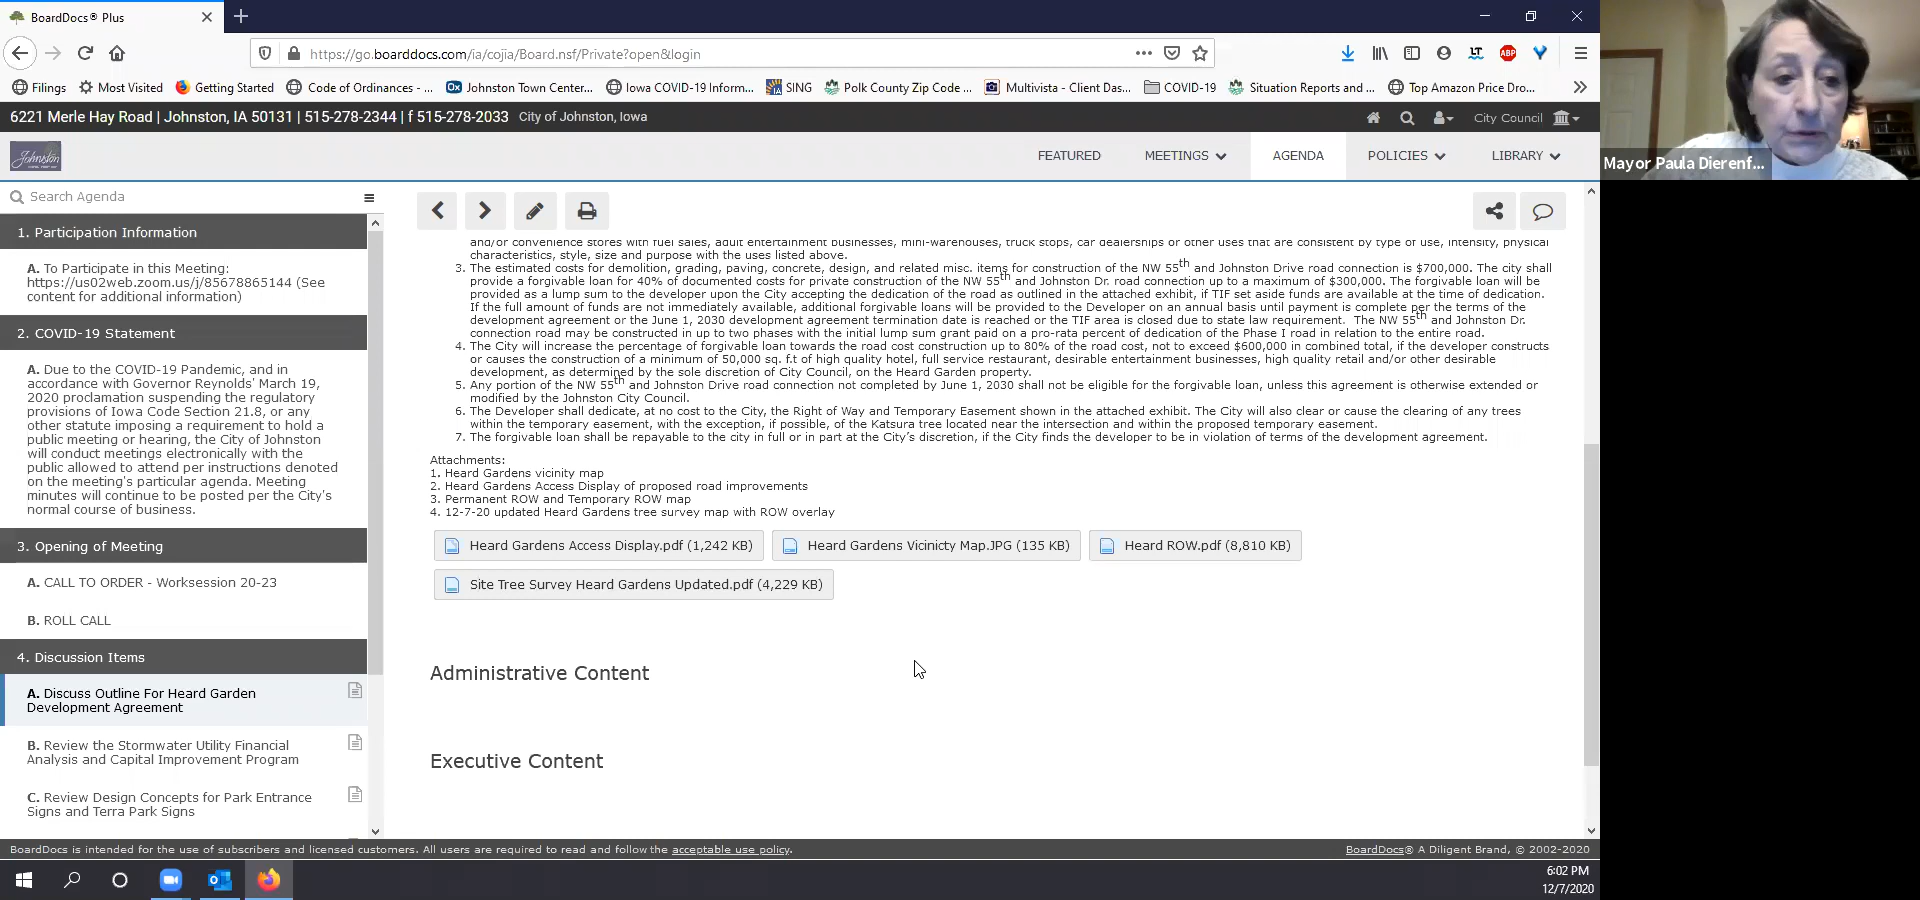 BoardDocs® Plus
https://go.boarddocs.com/ia/cojia/Board.nsf/Private?open&login
Filings
Most Visited
Getting Started
Code of Ordinances - ...
Johnston Town Center...
Iowa COVID-19 Inform...
SING
Polk County Zip Code ...
Multivista - Client Das...
COVID-19
Situation Reports and ...
Top Amazon Price Dro...
6221 Merle Hay Road | Johnston, IA 50131 | 515-278-2344 | f 515-278-2033 City of Johnston, Iowa
City Council
Mayor Paula Dierenf...
Johnston
FEATURED
MEETINGS
AGENDA
POLICIES
LIBRARY
Search Agenda
1. Participation Information
A. To Participate in this Meeting:
https://us02web.zoom.us/j/85678865144 (See
content for additional information)
2. COVID-19 Statement
A. Due to the COVID-19 Pandemic, and in
accordance with Governor Reynolds' March 19,
2020 proclamation suspending the regulatory
provisions of Iowa Code Section 21.8, or any
other statute imposing a requirement to hold a
public meeting or hearing, the City of Johnston
will conduct meetings electronically with the
public allowed to attend per instructions denoted
on the meeting's particular agenda. Meeting
minutes will continue to be posted per the City's
normal course of business.
3. Opening of Meeting
A. CALL TO ORDER - Worksession 20-23
B. ROLL CALL
4. Discussion Items
A. Discuss Outline For Heard Garden
Development Agreement
B. Review the Stormwater Utility Financial
Analysis and Capital Improvement Program
C. Review Design Concepts for Park Entrance
Signs and Terra Park Signs
and/or convenience stores with fuel sales, adult entertainment businesses, mini-warehouses, truck stops, car dealerships or other uses that are consistent by type of use, intensity, physical
characteristics, style, size and purpose with the uses listed above.
3. The estimated costs for demolition, grading, paving, concrete, design, and related misc. items for construction of the NW 55th and Johnston Drive road connection is $700,000. The city shall
provide a forgivable loan for 40% of documented costs for private construction of the NW 55th and Johnston Dr. road connection up to a maximum of $300,000. The forgivable loan will be
provided as a lump sum to the developer upon the City accepting the dedication of the road as outlined in the attached exhibit, if TIF set aside funds are available at the time of dedication.
If the full amount of funds are not immediately available, additional forgivable loans will be provided to the Developer on an annual basis until payment is complete per the terms of the
development agreement or the June 1, 2030 development agreement termination date is reached or the TIF area is closed due to state law requirement. The NW 55th and Johnston Dr.
connection road may be constructed in up to two phases with the initial lump sum grant paid on a pro-rata percent of dedication of the Phase I road in relation to the entire road.
4. The City will increase the percentage of forgivable loan towards the road cost construction up to 80% of the road cost, not to exceed $600,000 in combined total, if the developer constructs
or causes the construction of a minimum of 50,000 sq. f.t of high quality hotel, full service restaurant, desirable entertainment businesses, high quality retail and/or other desirable
development, as determined by the sole discretion of City Council, on the Heard Garden property.
5. Any portion of the NW 55th and Johnston Drive road connection not completed by June 1, 2030 shall not be eligible for the forgivable loan, unless this agreement is otherwise extended or
modified by the Johnston City Council.
6. The Developer shall dedicate, at no cost to the City, the Right of Way and Temporary Easement shown in the attached exhibit. The City will also clear or cause the clearing of any trees
within the temporary easement, with the exception, if possible, of the Katsura tree located near the intersection and within the proposed temporary easement.
7. The forgivable loan shall be repayable to the city in full or in part at the City's discretion, if the City finds the developer to be in violation of terms of the development agreement.
Attachments:
1. Heard Gardens vicinity map
2. Heard Gardens Access Display of proposed road improvements
3. Permanent ROW and Temporary ROW map
4. 12-7-20 updated Heard Gardens tree survey map with ROW overlay
Heard Gardens Access Display.pdf (1,242 KB)
Heard Gardens Vicinicty Map.JPG (135 KB)
Heard ROW.pdf (8,810 KB)
Site Tree Survey Heard Gardens Updated.pdf (4,229 KB)
Administrative Content
Executive Content
BoardDocs is intended for the use of subscribers and licensed customers. All users are required to read and follow the acceptable use policy.
BoardDocs® A Diligent Brand, © 2002-2020
6:02 PM
12/7/2020